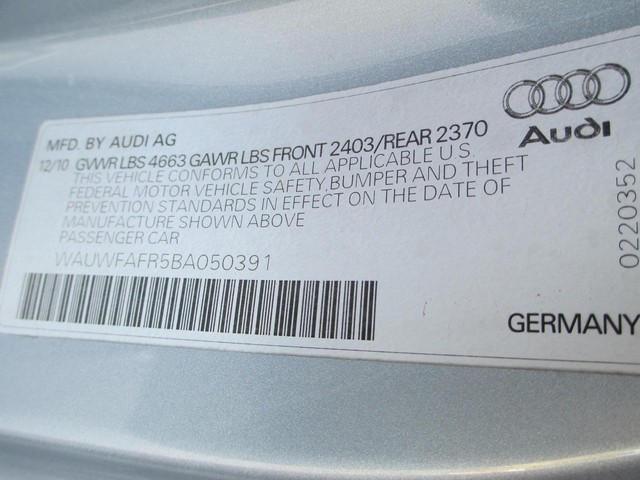 MFD. BY AUDI AG
12/10 GVWR LBS 4663 GAWR LBS FRONT 2403/REAR 2370
THIS VEHICLE CONFORMS TO ALL APPLICABLE U S
FEDERAL MOTOR VEHICLE SAFETY,BUMPER AND THEFT
PREVENTION STANDARDS IN EFFECT ON THE DATE OF
MANUFACTURE SHOWN ABOVE
PASSENGER CAR
WAUWFAFR5BA050391
Audi
0220352
GERMANY